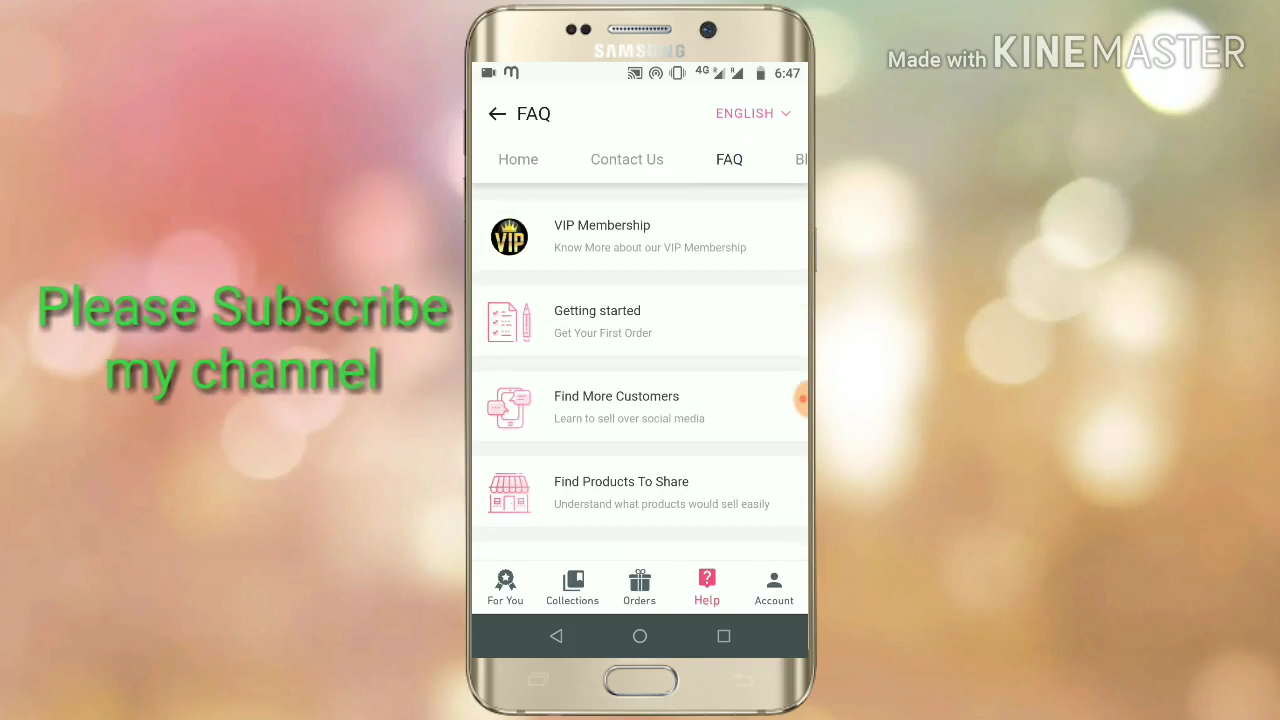 Made with KINEMASTER
SAMSUNG
4G R R 6:47
FAQ
ENGLISH
Home Contact Us FAQ Bl
VIP
VIP Membership
Know More about our VIP Membership
Getting started
Get Your First Order
Find More Customers
Learn to sell over social media
Find Products To Share
Understand what products would sell easily
For You Collections Orders Help Account
Please Subscribe
my channel